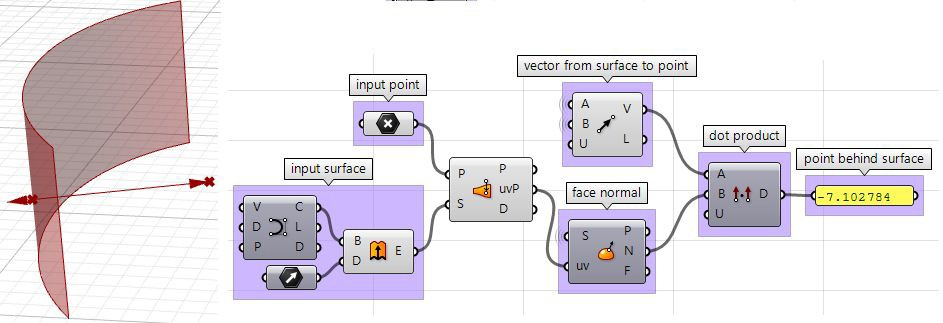 vector from surface to point
input point
A
B
U
V
L
dot product
point behind surface
input surface
P
S
P
uvP
D
face normal
A
B
U
D
-7.102784
V
D
P
C
L
D
B
D
E
S
uv
P
N
F